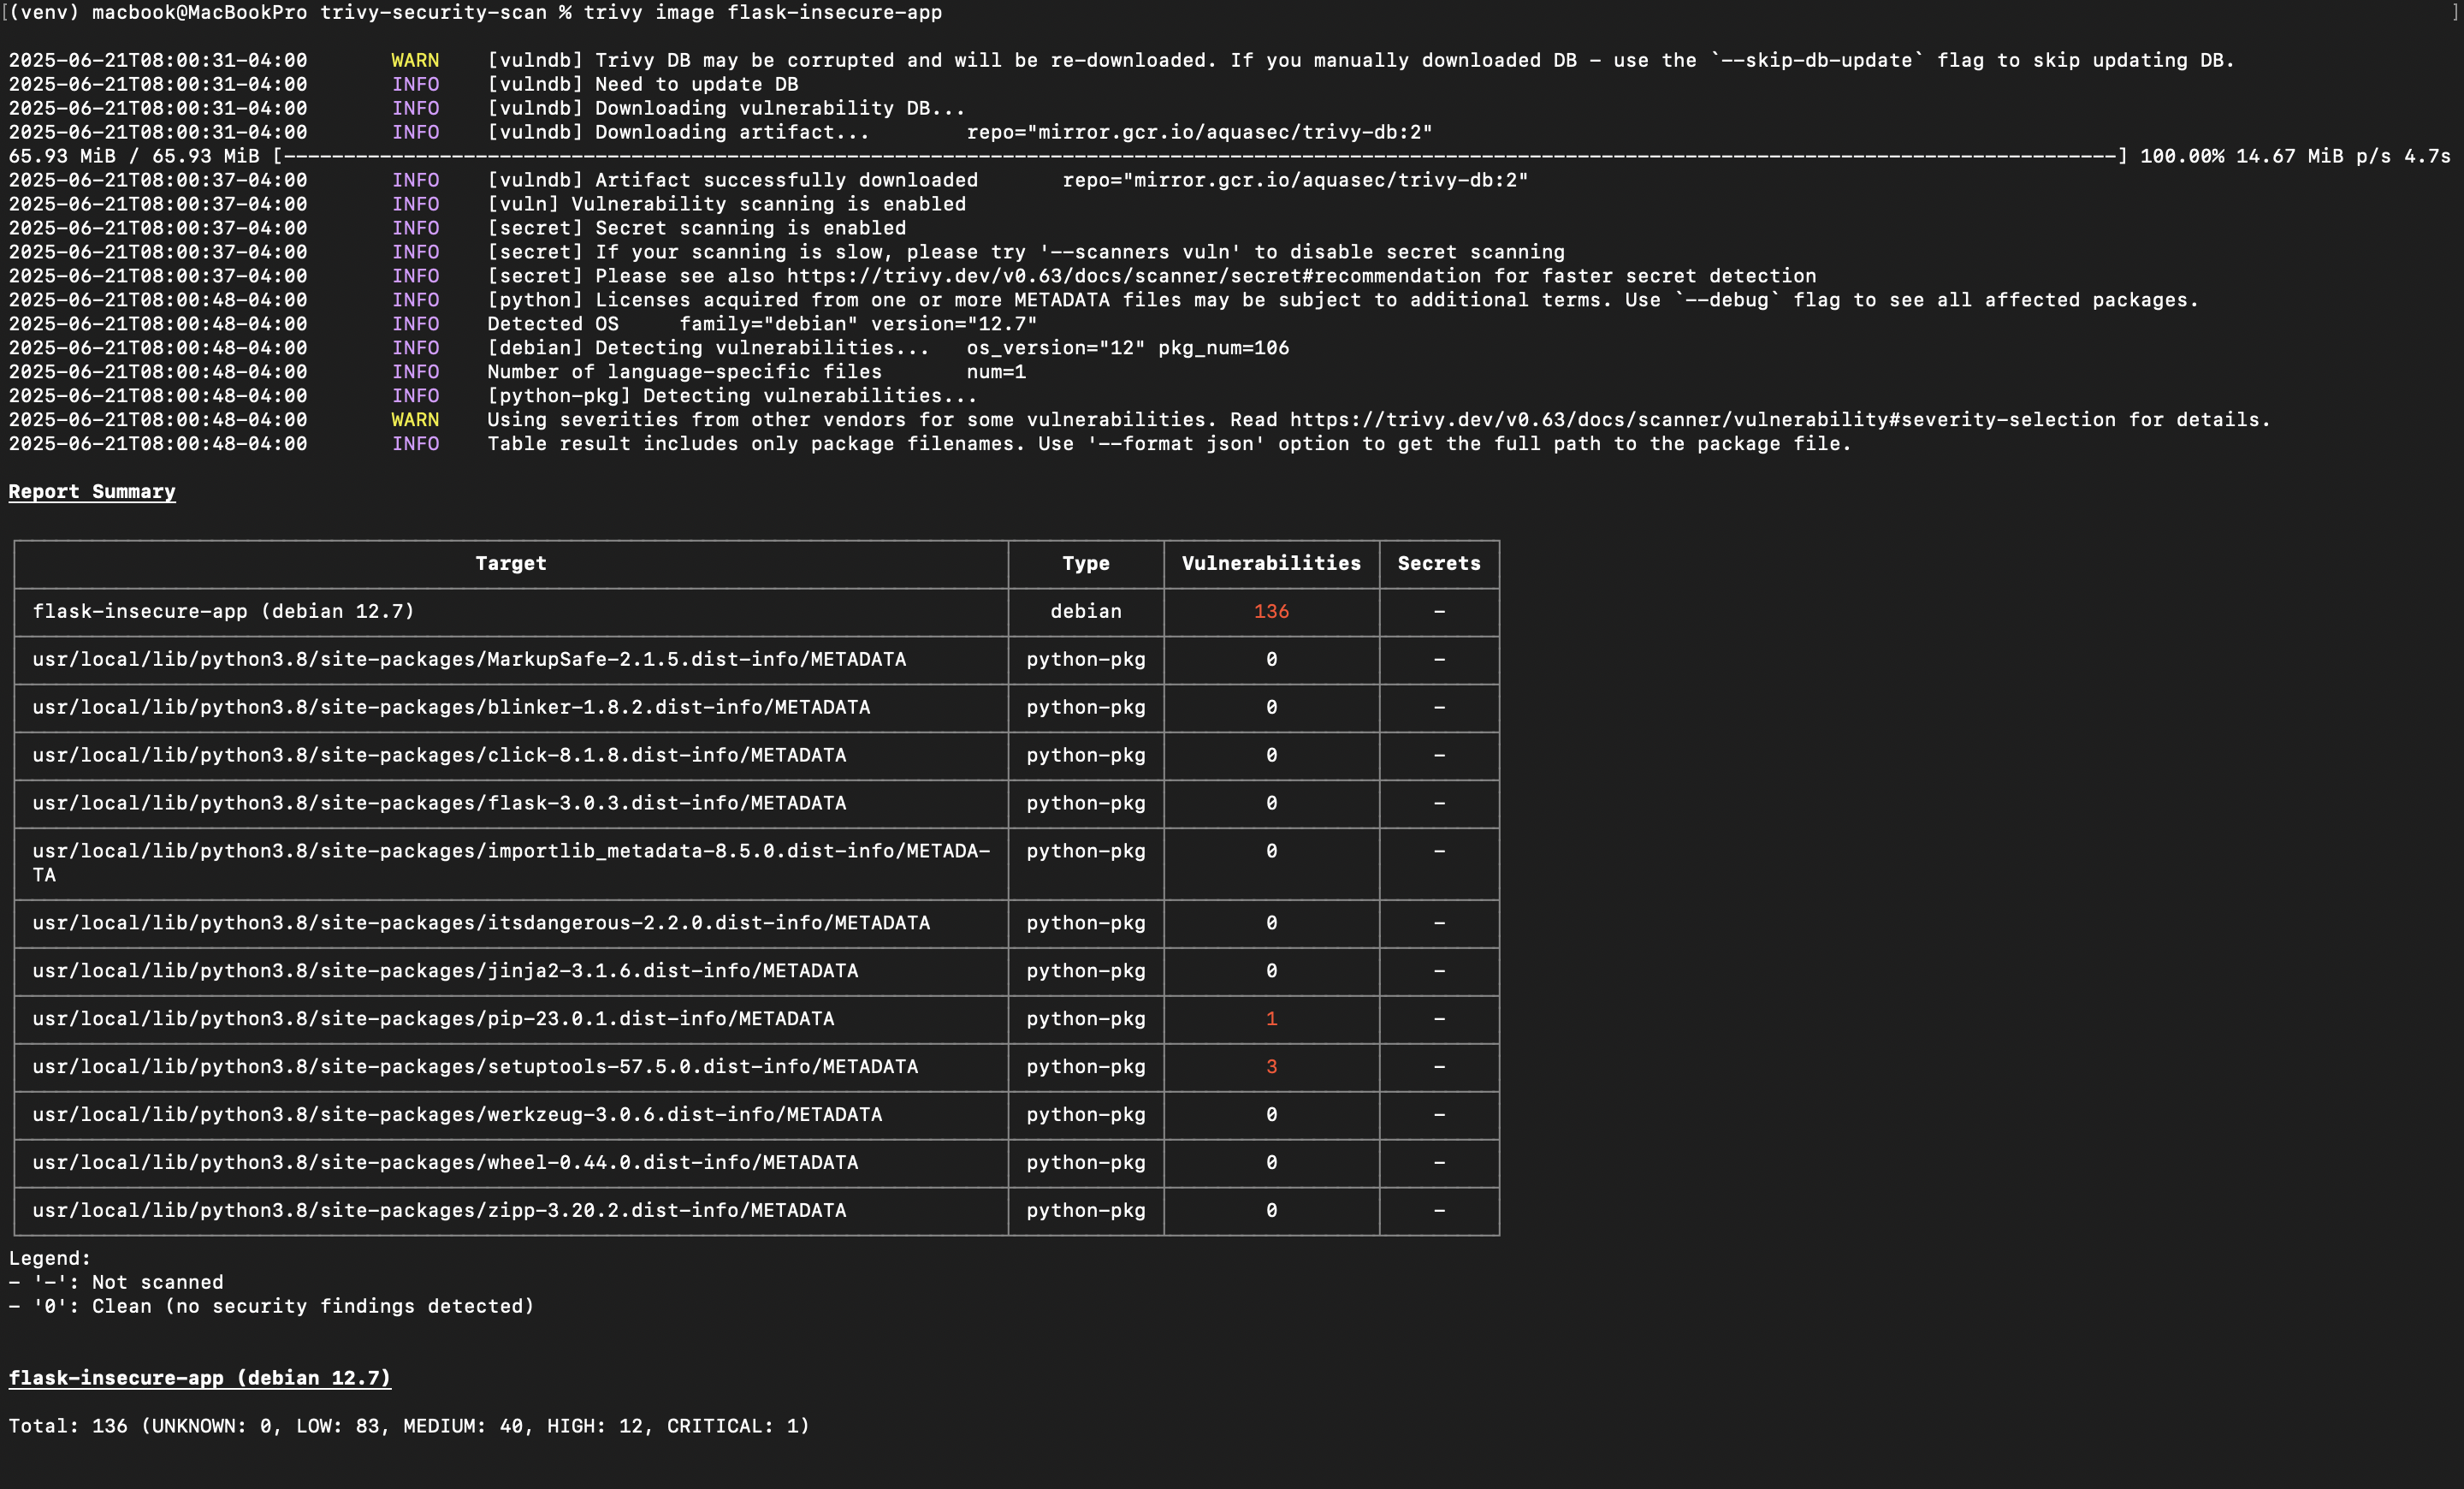 [(venv) macbook@MacBookPro trivy-security-scan % trivy image flask-insecure-app ]
2025-06-21T08:00:31-04:00 WARN [vulndb] Trivy DB may be corrupted and will be re-downloaded. If you manually downloaded DB - use the `--skip-db-update` flag to skip updating DB.
2025-06-21T08:00:31-04:00 INFO [vulndb] Need to update DB
2025-06-21T08:00:31-04:00 INFO [vulndb] Downloading vulnerability DB...
2025-06-21T08:00:31-04:00 INFO [vulndb] Downloading artifact... repo="mirror.gcr.io/aquasec/trivy-db:2"
65.93 MiB / 65.93 MiB [---------------------------------------------------------------------------------------------------------------------------------------------------------] 100.00% 14.67 MiB p/s 4.7s
2025-06-21T08:00:37-04:00 INFO [vulndb] Artifact successfully downloaded repo="mirror.gcr.io/aquasec/trivy-db:2"
2025-06-21T08:00:37-04:00 INFO [vuln] Vulnerability scanning is enabled
2025-06-21T08:00:37-04:00 INFO [secret] Secret scanning is enabled
2025-06-21T08:00:37-04:00 INFO [secret] If your scanning is slow, please try '--scanners vuln' to disable secret scanning
2025-06-21T08:00:37-04:00 INFO [secret] Please see also https://trivy.dev/v0.63/docs/scanner/secret#recommendation for faster secret detection
2025-06-21T08:00:48-04:00 INFO [python] Licenses acquired from one or more METADATA files may be subject to additional terms. Use `--debug` flag to see all affected packages.
2025-06-21T08:00:48-04:00 INFO Detected OS family="debian" version="12.7"
2025-06-21T08:00:48-04:00 INFO [debian] Detecting vulnerabilities... os_version="12" pkg_num=106
2025-06-21T08:00:48-04:00 INFO Number of language-specific files num=1
2025-06-21T08:00:48-04:00 INFO [python-pkg] Detecting vulnerabilities...
2025-06-21T08:00:48-04:00 WARN Using severities from other vendors for some vulnerabilities. Read https://trivy.dev/v0.63/docs/scanner/vulnerability#severity-selection for details.
2025-06-21T08:00:48-04:00 INFO Table result includes only package filenames. Use '--format json' option to get the full path to the package file.
Report Summary
Target Type Vulnerabilities Secrets
flask-insecure-app (debian 12.7) debian 136 -
usr/local/lib/python3.8/site-packages/MarkupSafe-2.1.5.dist-info/METADATA python-pkg 0 -
usr/local/lib/python3.8/site-packages/blinker-1.8.2.dist-info/METADATA python-pkg 0 -
usr/local/lib/python3.8/site-packages/click-8.1.8.dist-info/METADATA python-pkg 0 -
usr/local/lib/python3.8/site-packages/flask-3.0.3.dist-info/METADATA python-pkg 0 -
usr/local/lib/python3.8/site-packages/importlib_metadata-8.5.0.dist-info/METADA- python-pkg 0 -
TA
usr/local/lib/python3.8/site-packages/itsdangerous-2.2.0.dist-info/METADATA python-pkg 0 -
usr/local/lib/python3.8/site-packages/jinja2-3.1.6.dist-info/METADATA python-pkg 0 -
usr/local/lib/python3.8/site-packages/pip-23.0.1.dist-info/METADATA python-pkg 1 -
usr/local/lib/python3.8/site-packages/setuptools-57.5.0.dist-info/METADATA python-pkg 3 -
usr/local/lib/python3.8/site-packages/werkzeug-3.0.6.dist-info/METADATA python-pkg 0 -
usr/local/lib/python3.8/site-packages/wheel-0.44.0.dist-info/METADATA python-pkg 0 -
usr/local/lib/python3.8/site-packages/zipp-3.20.2.dist-info/METADATA python-pkg 0 -
Legend:
- '-': Not scanned
- '0': Clean (no security findings detected)
flask-insecure-app (debian 12.7)
Total: 136 (UNKNOWN: 0, LOW: 83, MEDIUM: 40, HIGH: 12, CRITICAL: 1)